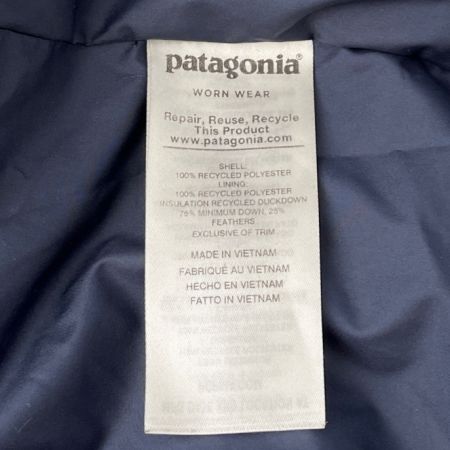 patagonia®
WORN WEAR
Repair, Reuse, Recycle
This Product
www.patagonia.com
SHELL:
100% RECYCLED POLYESTER
LINING:
100% RECYCLED POLYESTER
INSULATION RECYCLED DUCKDOWN
75% MINIMUM DOWN, 25%
FEATHERS
EXCLUSIVE OF TRIM
MADE IN VIETNAM
FABRIQUÉ AU VIETNAM
HECHO EN VIETNAM
FATTO IN VIETNAM